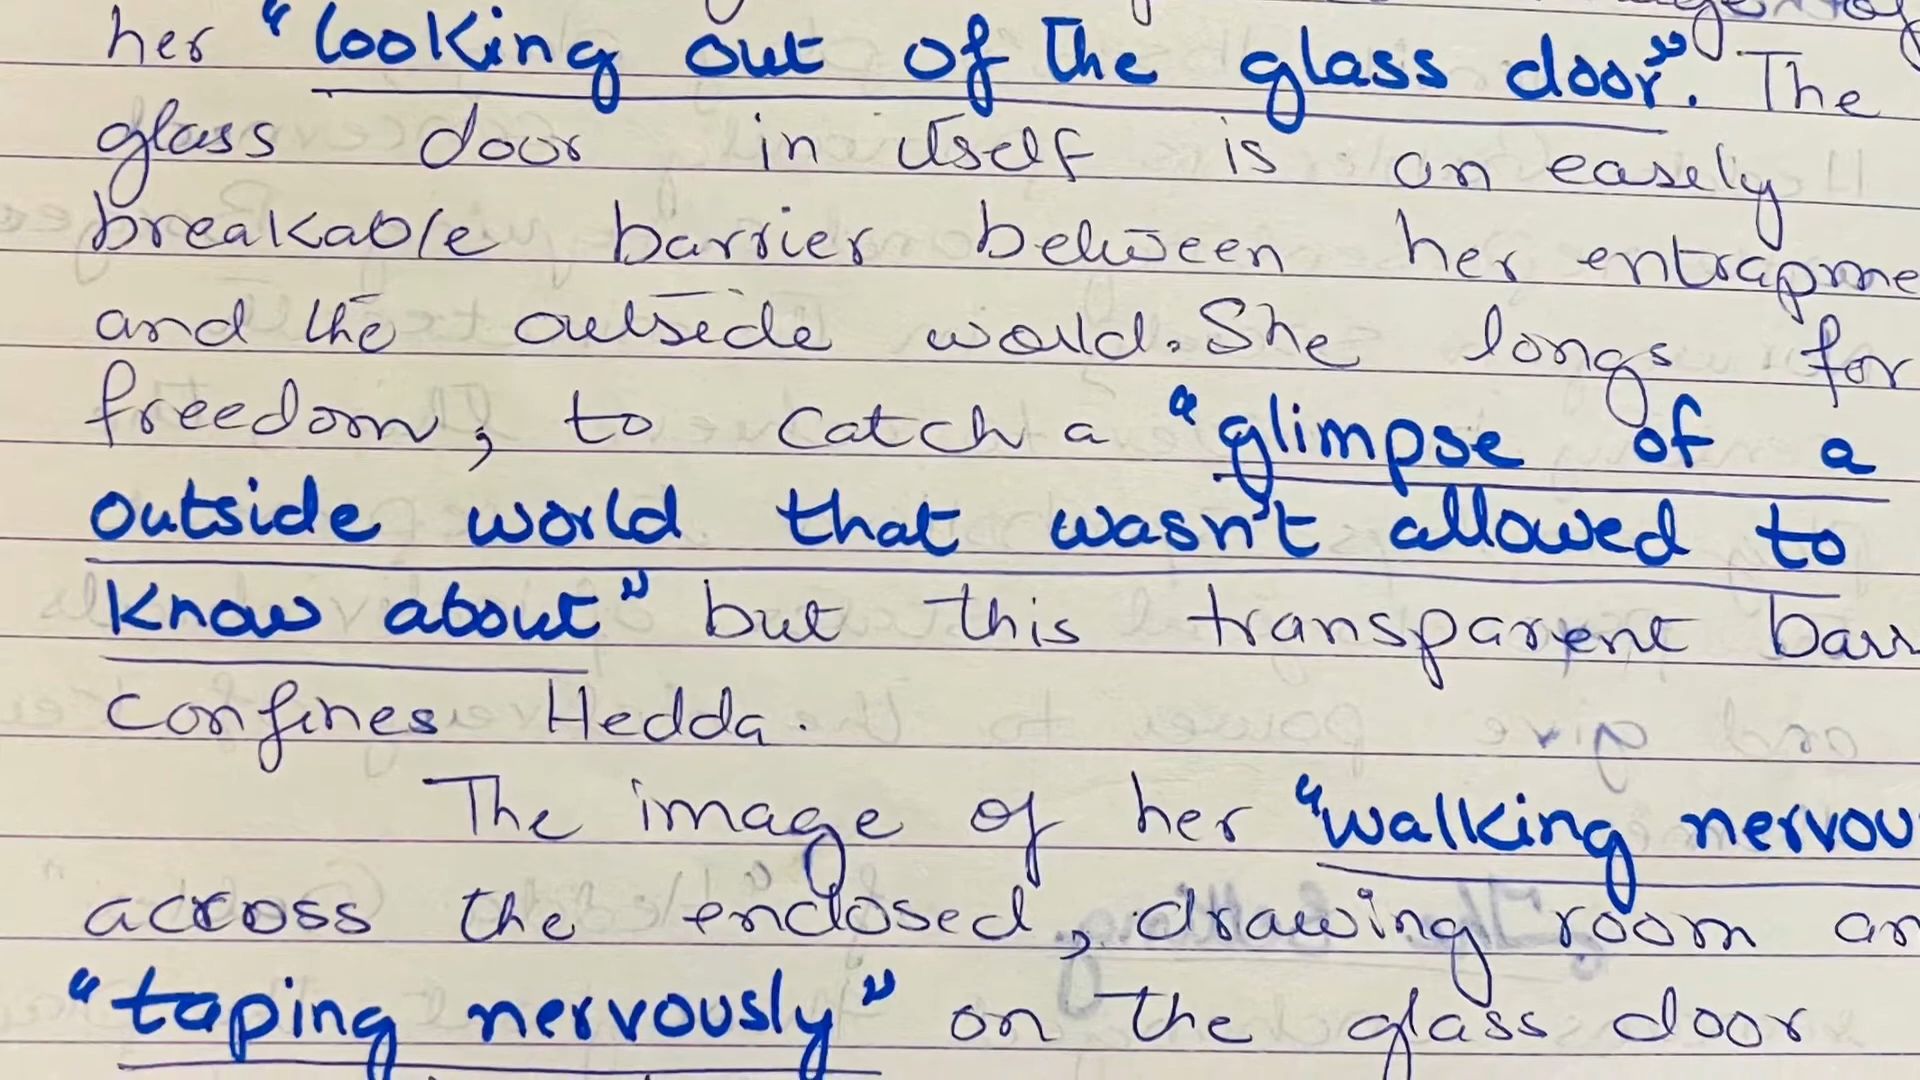 her "looking out of the glass door". The
glass door in itself is an easely
breakable barrier between her entrapme
and the outside world. She longs for
freedom, to catch a "glimpse of a
outside world that wasn't allowed to
know about" but this transparent barr
confines Hedda.
The image of her "walking nervou
across the enclosed, drawing room an
"taping nervously" on the glass door